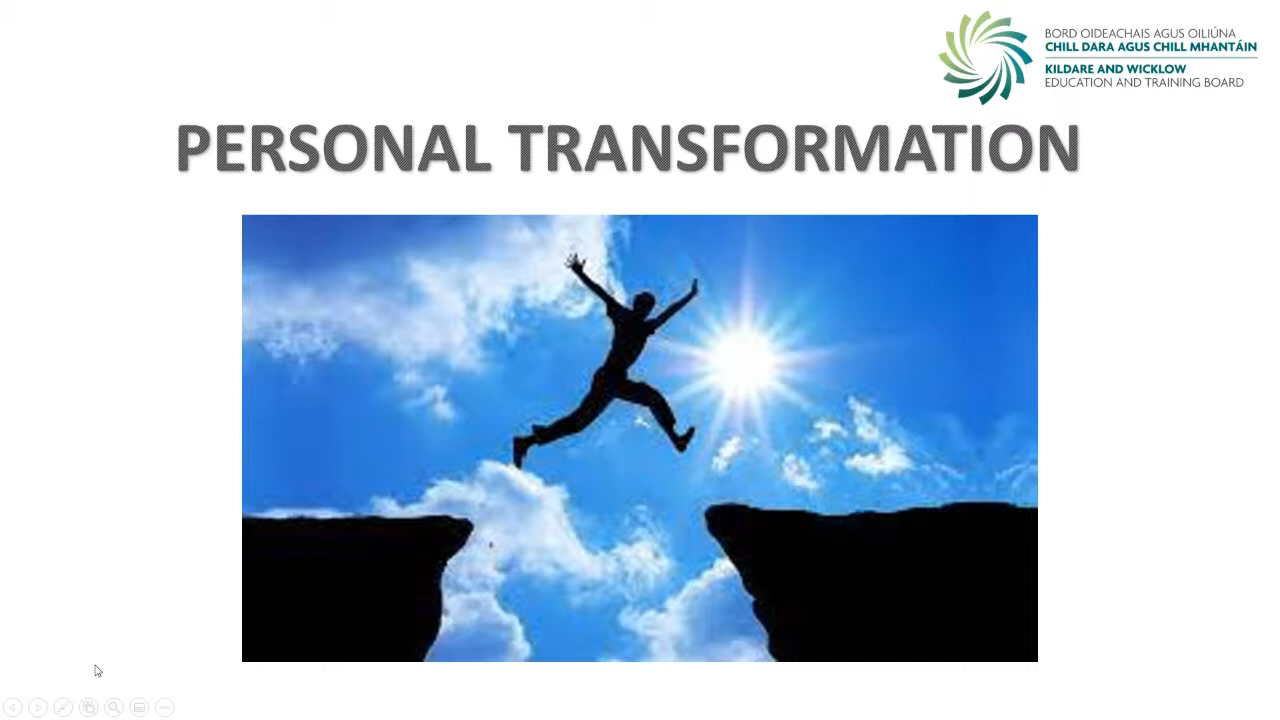 BORD OIDEACHAIS AGUS OILIÚNA
CHILL DARA AGUS CHILL MHANTÁIN
KILDARE AND WICKLOW
EDUCATION AND TRAINING BOARD
PERSONAL TRANSFORMATION